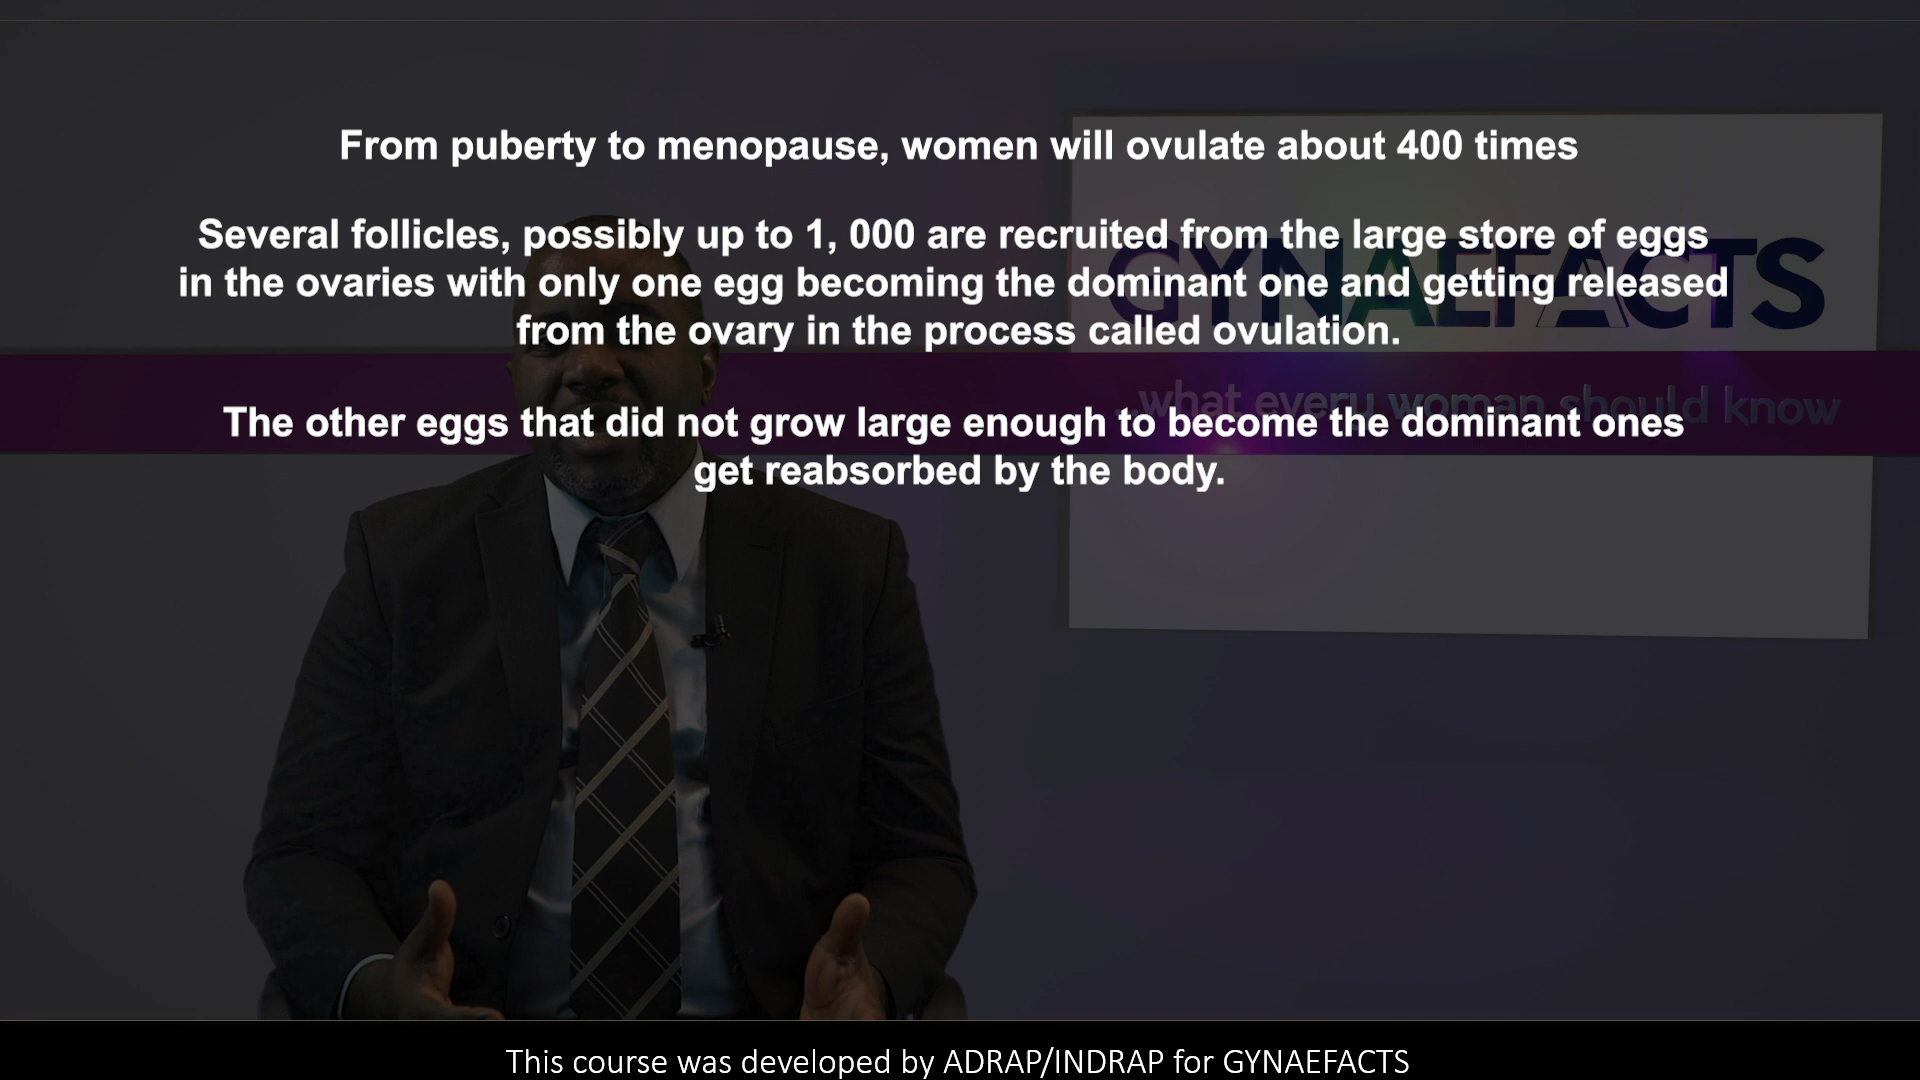 From puberty to menopause, women will ovulate about 400 times
Several follicles, possibly up to 1, 000 are recruited from the large store of eggs
in the ovaries with only one egg becoming the dominant one and getting released
from the ovary in the process called ovulation.
GYNAEFACTS
...what every woman should know
The other eggs that did not grow large enough to become the dominant ones
get reabsorbed by the body.
This course was developed by ADRAP/INDRAP for GYNAEFACTS